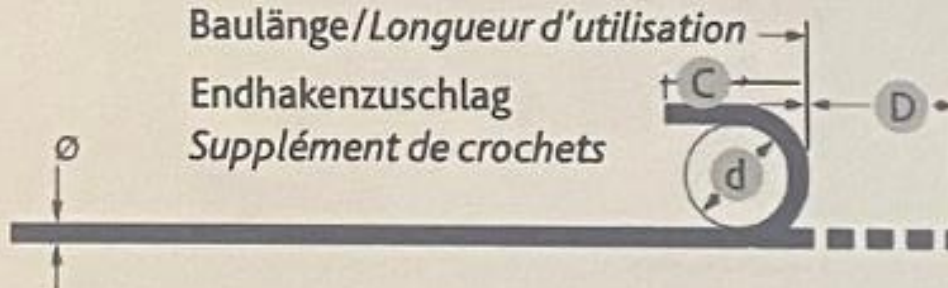 Baulänge/Longueur d'utilisation
C
Endhakenzuschlag
D
Supplément de crochets
Ø
d